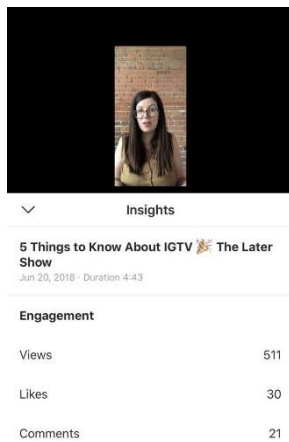 Insights
5 Things to Know About IGTV 🎉 The Later
Show
Jun 20, 2018 · Duration 4:43
Engagement
Views 511
Likes 30
Comments 21